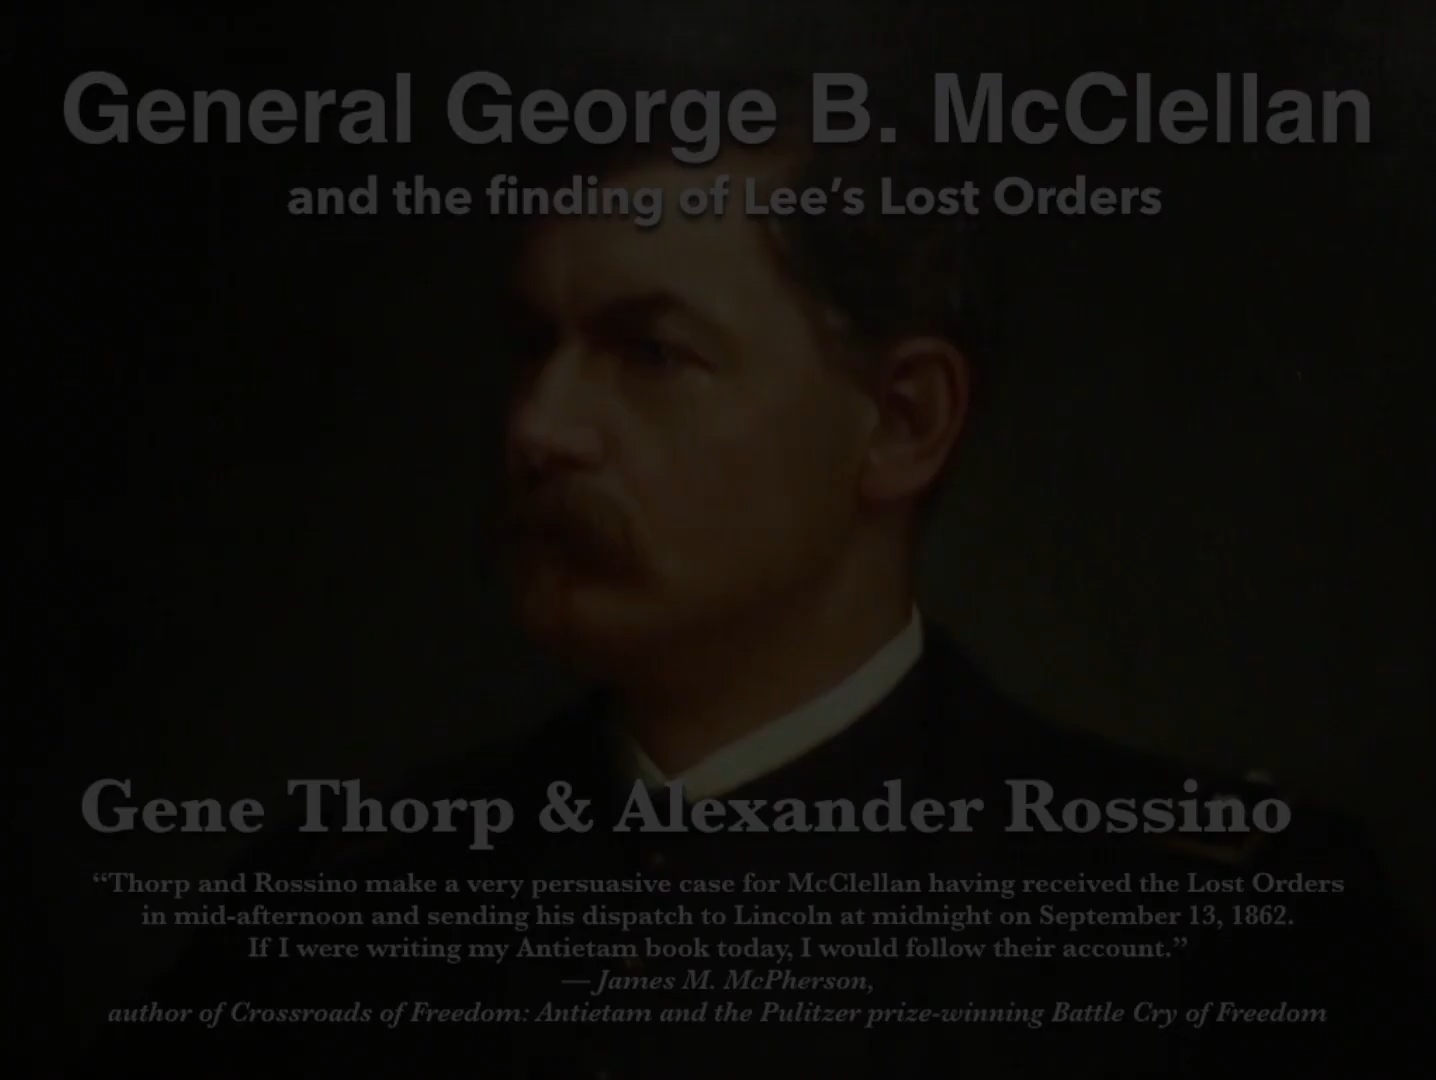 General George B. McClellan
and the finding of Lee’s Lost Orders
Gene Thorp & Alexander Rossino
“Thorp and Rossino make a very persuasive case for McClellan having received the Lost Orders
in mid-afternoon and sending his dispatch to Lincoln at midnight on September 13, 1862.
If I were writing my Antietam book today, I would follow their account.”
— James M. McPherson,
author of Crossroads of Freedom: Antietam and the Pulitzer prize-winning Battle Cry of Freedom